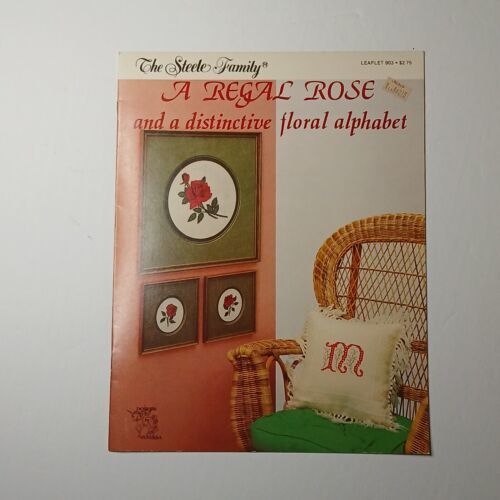 The Steele Family®
LEAFLET 903 • $2.75
A REGAL ROSE
and a distinctive floral alphabet
M